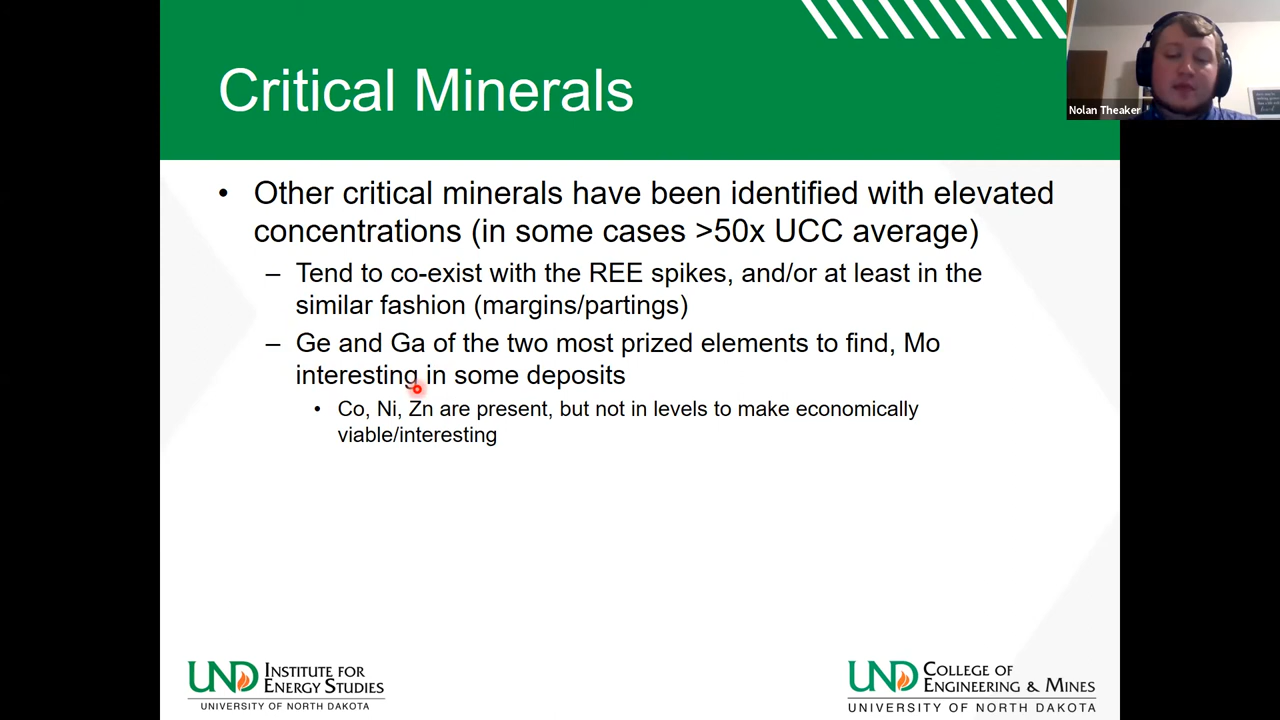 Critical Minerals
Nolan Theaker
• Other critical minerals have been identified with elevated
concentrations (in some cases >50x UCC average)
– Tend to co-exist with the REE spikes, and/or at least in the
similar fashion (margins/partings)
– Ge and Ga of the two most prized elements to find, Mo
interesting in some deposits
• Co, Ni, Zn are present, but not in levels to make economically
viable/interesting
UND INSTITUTE FOR
ENERGY STUDIES
UNIVERSITY OF NORTH DAKOTA
UND COLLEGE OF
ENGINEERING & MINES
UNIVERSITY OF NORTH DAKOTA